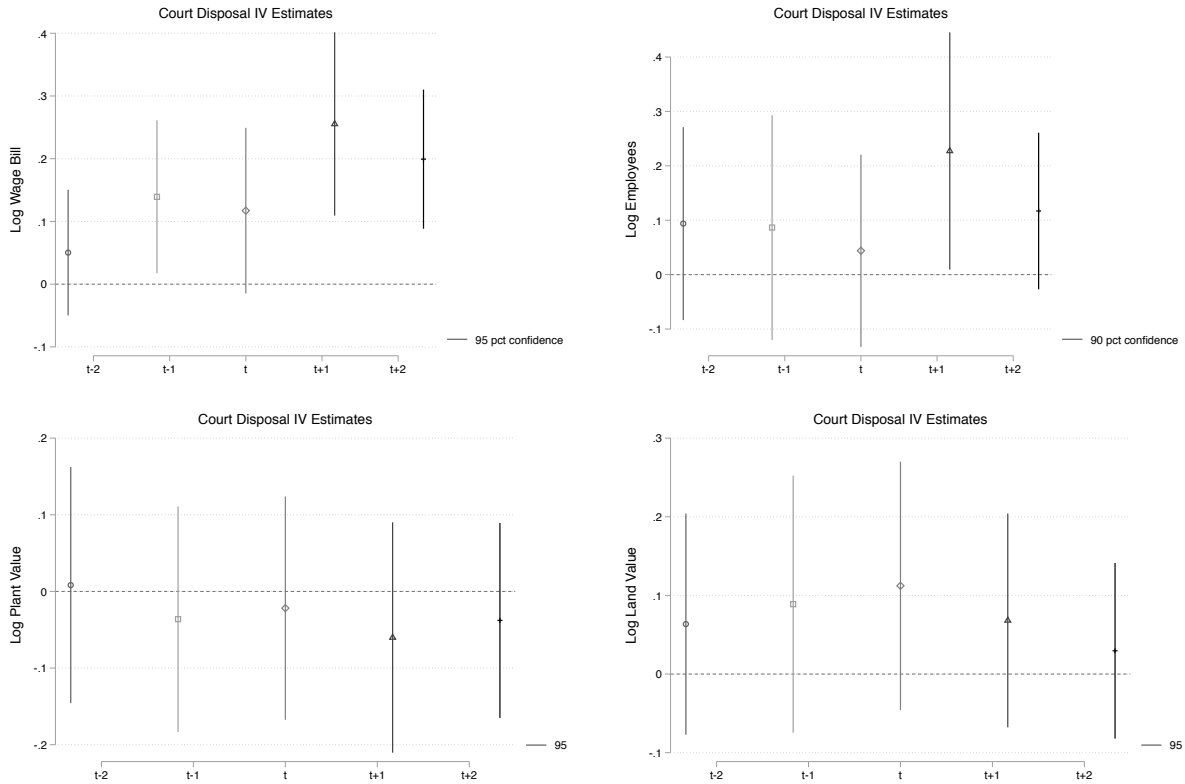 Court Disposal IV Estimates
Log Wage Bill
.4
.3
.2
.1
0
-.1
t-2 t-1 t t+1 t+2
95 pct confidence
Court Disposal IV Estimates
Log Employees
.4
.3
.2
.1
0
-.1
t-2 t-1 t t+1 t+2
90 pct confidence
Court Disposal IV Estimates
Log Plant Value
.2
.1
0
-.1
-.2
t-2 t-1 t t+1 t+2
95
Court Disposal IV Estimates
Log Land Value
.3
.2
.1
0
-.1
t-2 t-1 t t+1 t+2
95